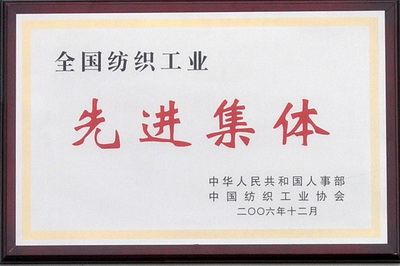 全国纺织工业
先进集体
中华人民共和国人事部
中国纺织工业协会
二〇〇六年十二月